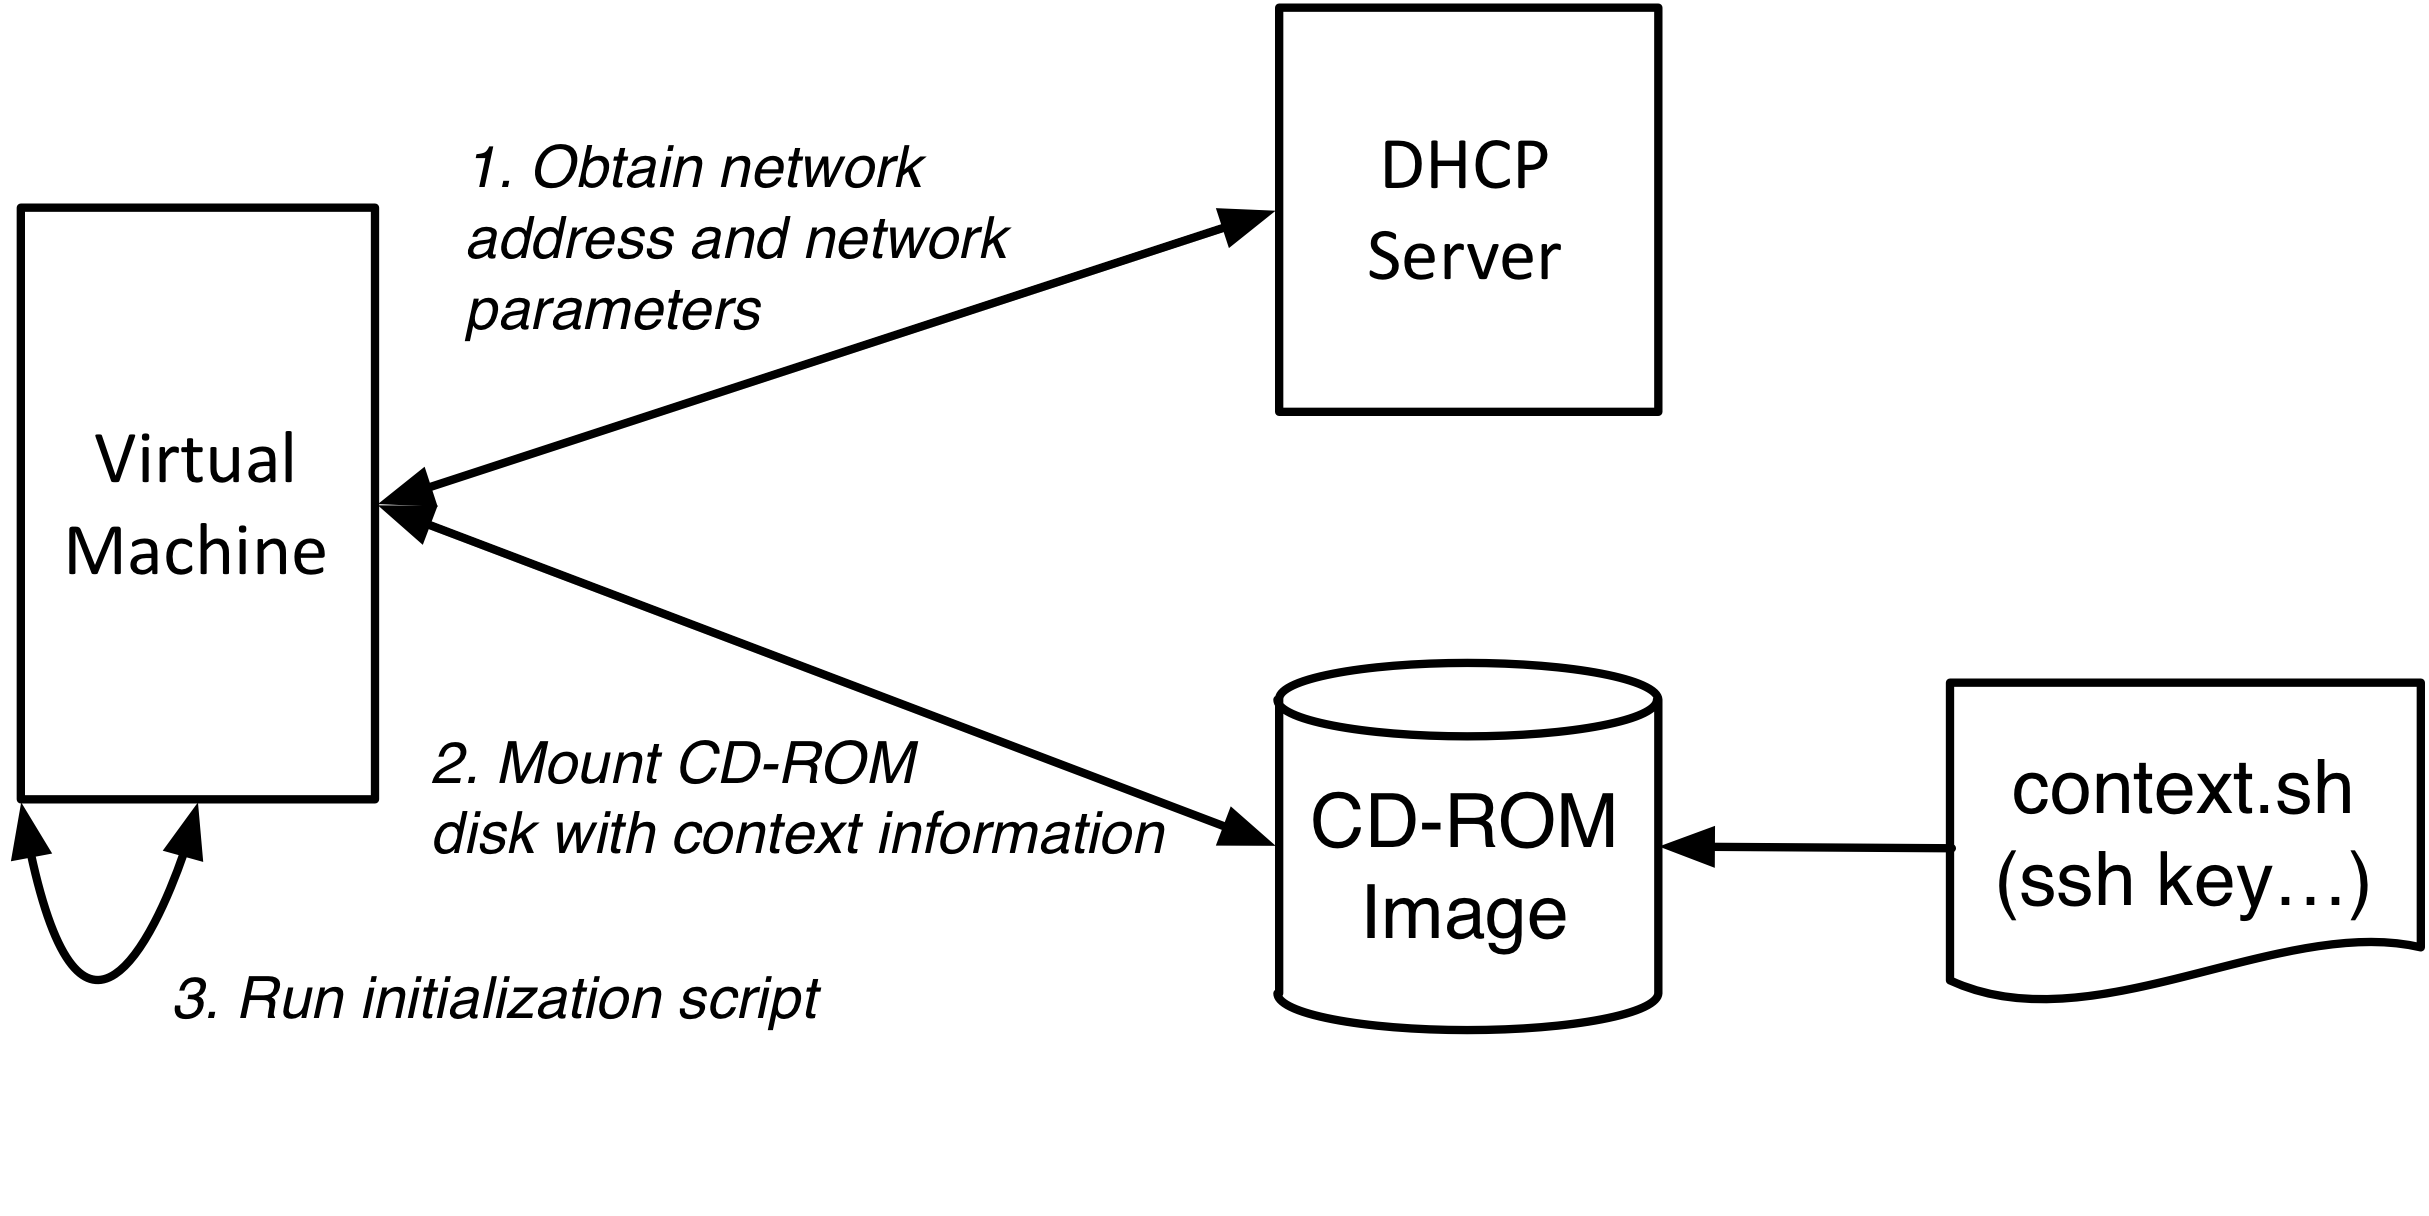 DHCP
Server
1. Obtain network
address and network
parameters
Virtual
Machine
2. Mount CD-ROM
disk with context information
CD-ROM
Image
context.sh
(ssh key…)
3. Run initialization script